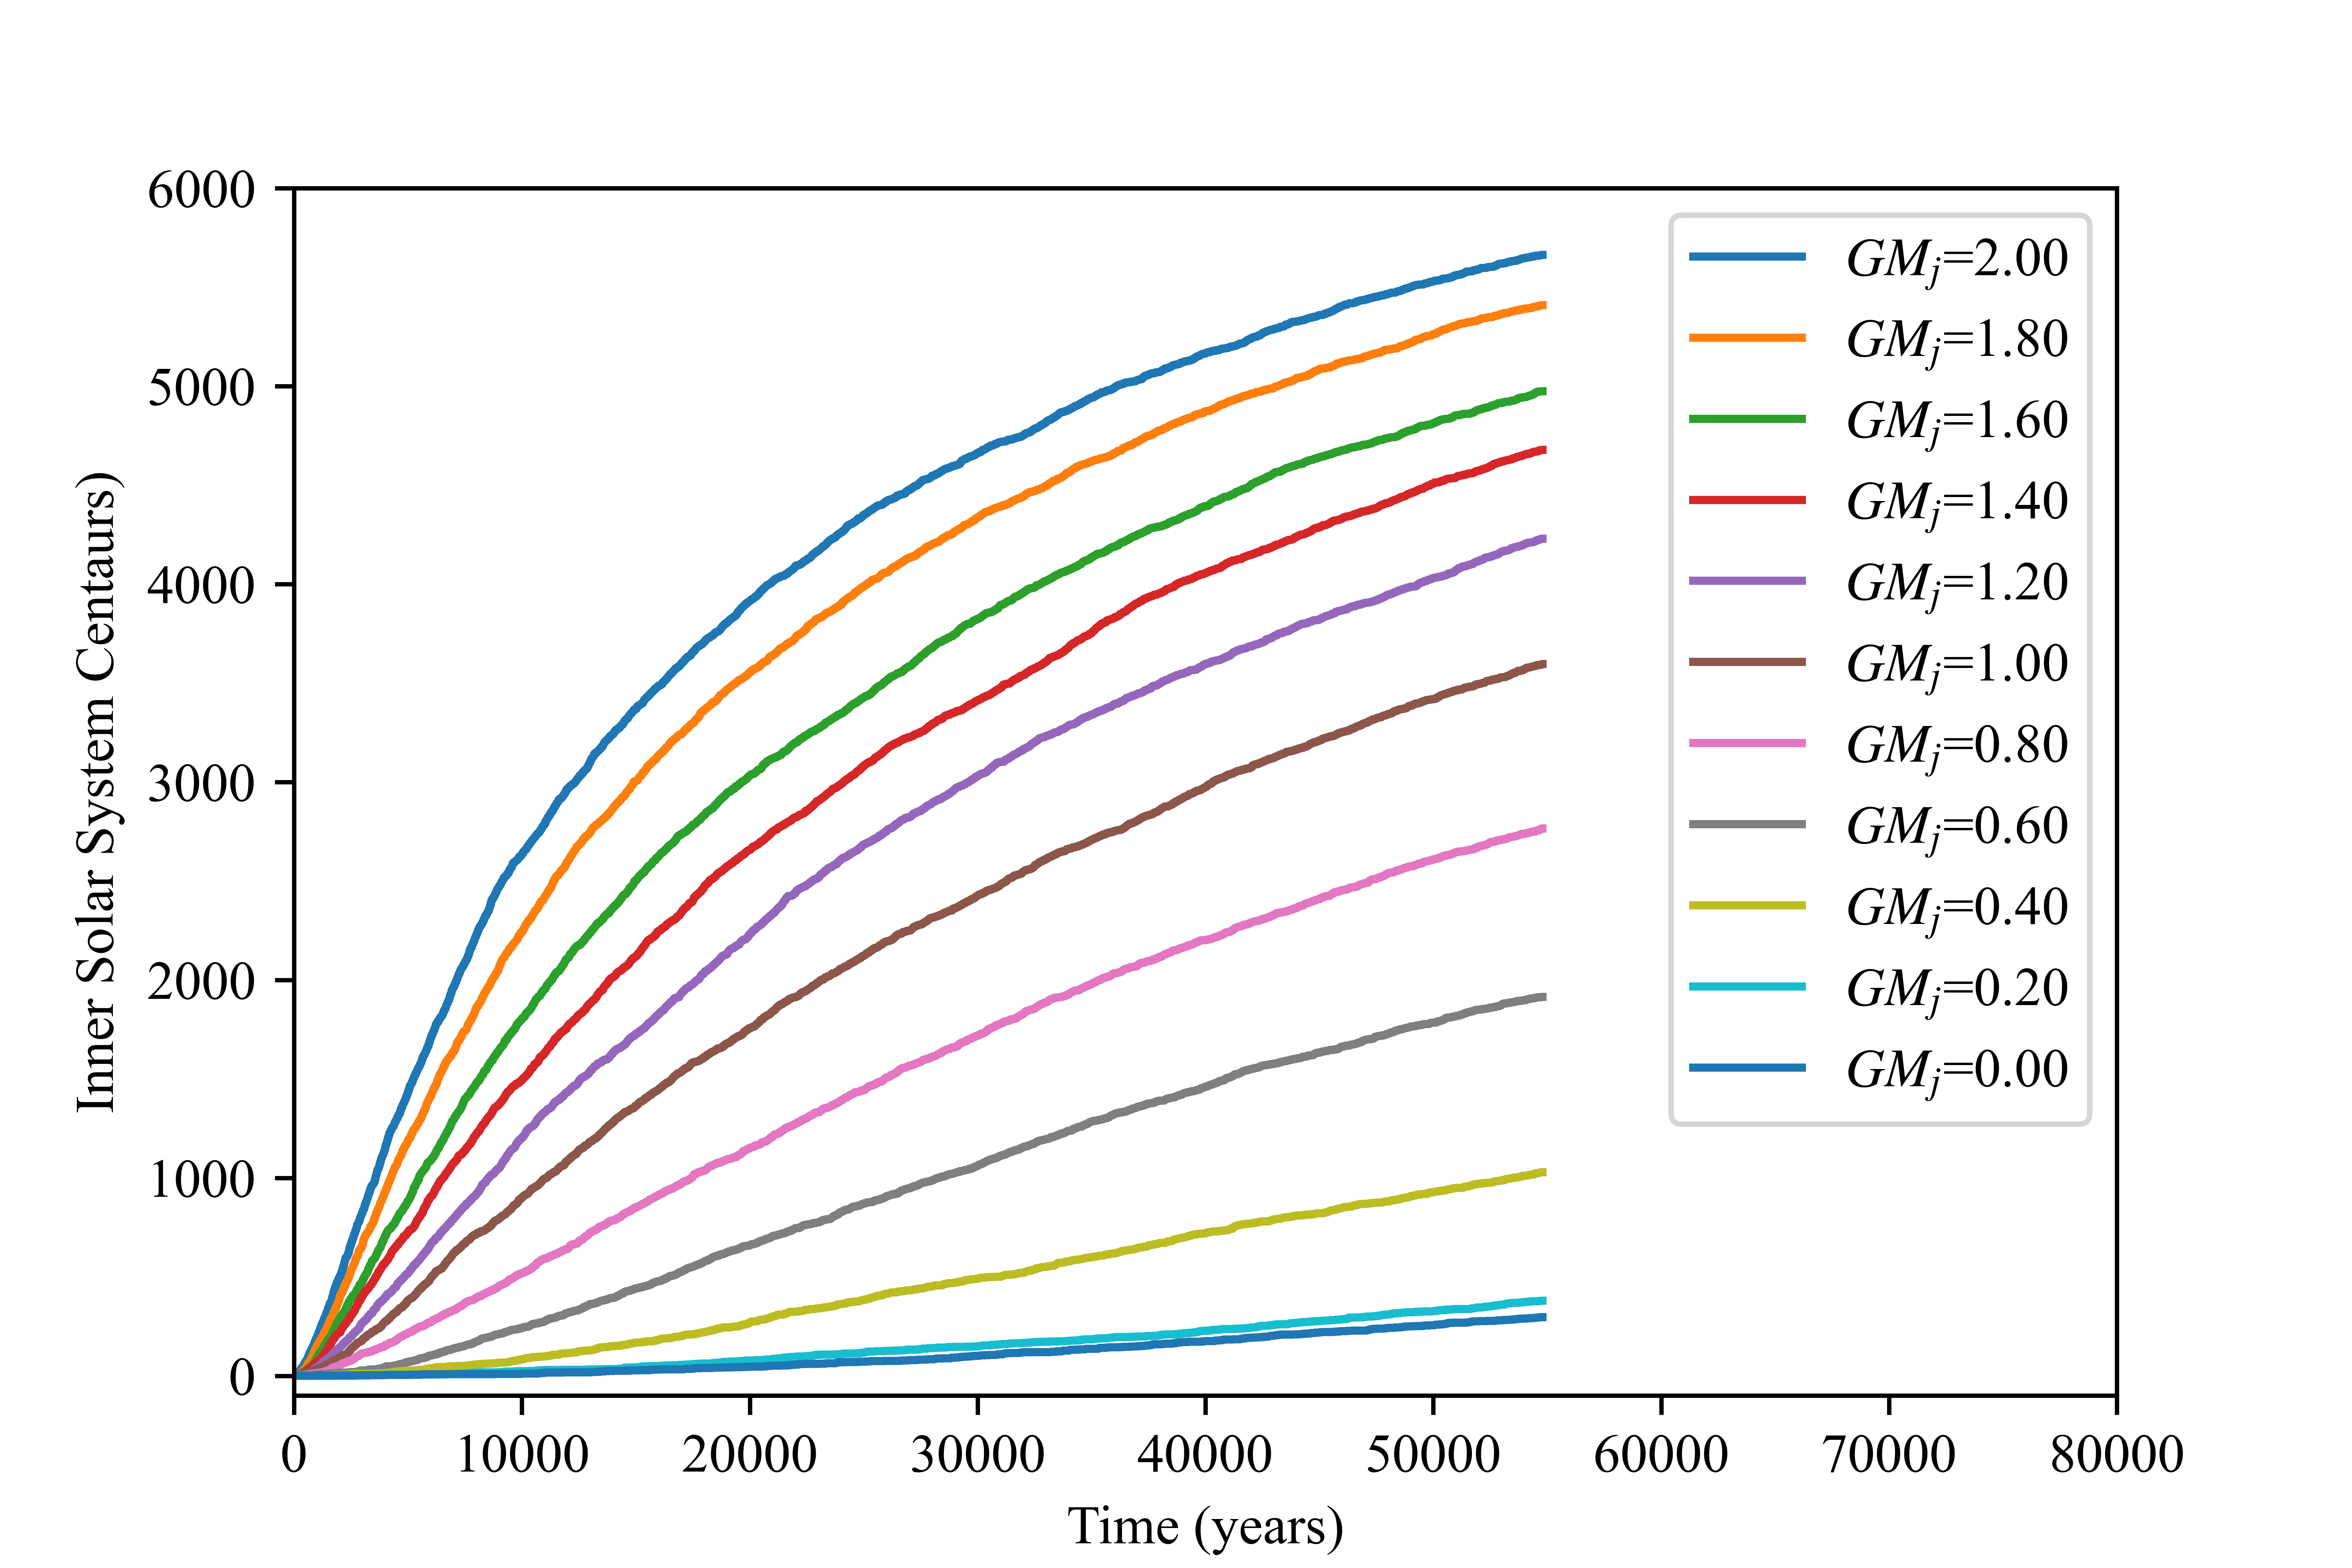 6000
5000
4000
3000
2000
1000
0
Inner Solar System Centaurs)
GMj=2.00
GMj=1.80
GMj=1.60
GMj=1.40
GMj=1.20
GMj=1.00
GMj=0.80
GMj=0.60
GMj=0.40
GMj=0.20
GMj=0.00
0 10000 20000 30000 40000 50000 60000 70000 80000
Time (years)